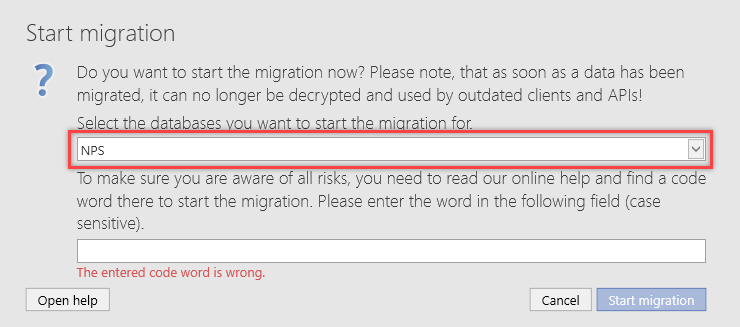 Start migration
Do you want to start the migration now? Please note, that as soon as a data has been
migrated, it can no longer be decrypted and used by outdated clients and APIs!
Select the databases you want to start the migration for.
NPS
To make sure you are aware of all risks, you need to read our online help and find a code
word there to start the migration. Please enter the word in the following field (case
sensitive).
The entered code word is wrong.
Open help
Cancel
Start migration